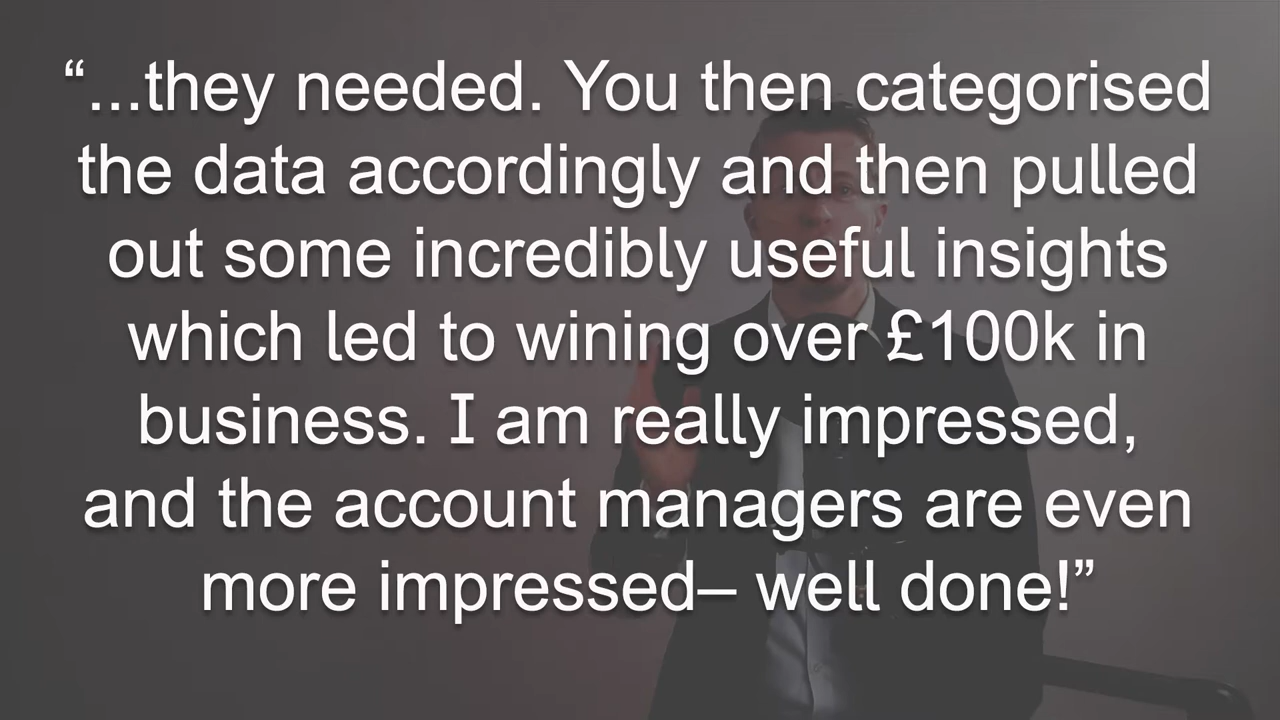 “...they needed. You then categorised
the data accordingly and then pulled
out some incredibly useful insights
which led to wining over £100k in
business. I am really impressed,
and the account managers are even
more impressed– well done!”